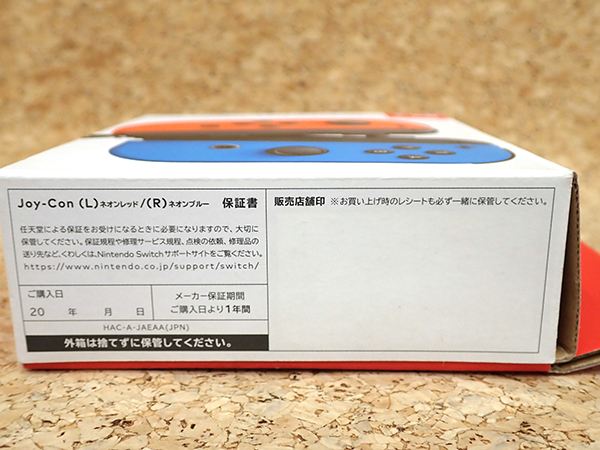 Joy-Con (L)ネオンレッド/(R)ネオンブルー 保証書
任天堂による保証をお受けになるときに必要になりますので、大切に
保管してください。保証規程や修理サービス規程、点検の依頼、修理品の
送り先など、くわしくは、Nintendo Switchサポートサイトをご覧ください。
https://www.nintendo.co.jp/support/switch/
ご購入日
20 年 月 日
メーカー保証期間
ご購入日より1年間
HAC-A-JAEAA(JPN)
外箱は捨てずに保管してください。
販売店舗印 ※お買い上げ時のレシートも必ず一緒に保管してください。